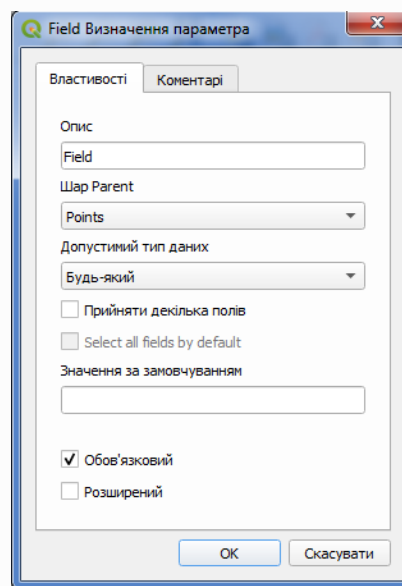 Field Визначення параметра
Властивості Коментарі
Опис
Field
Шар Parent
Points
Допустимий тип даних
Будь-який
Прийняти декілька полів
Select all fields by default
Значення за замовчуванням
Обов'язковий
Розширений
OK Скасувати